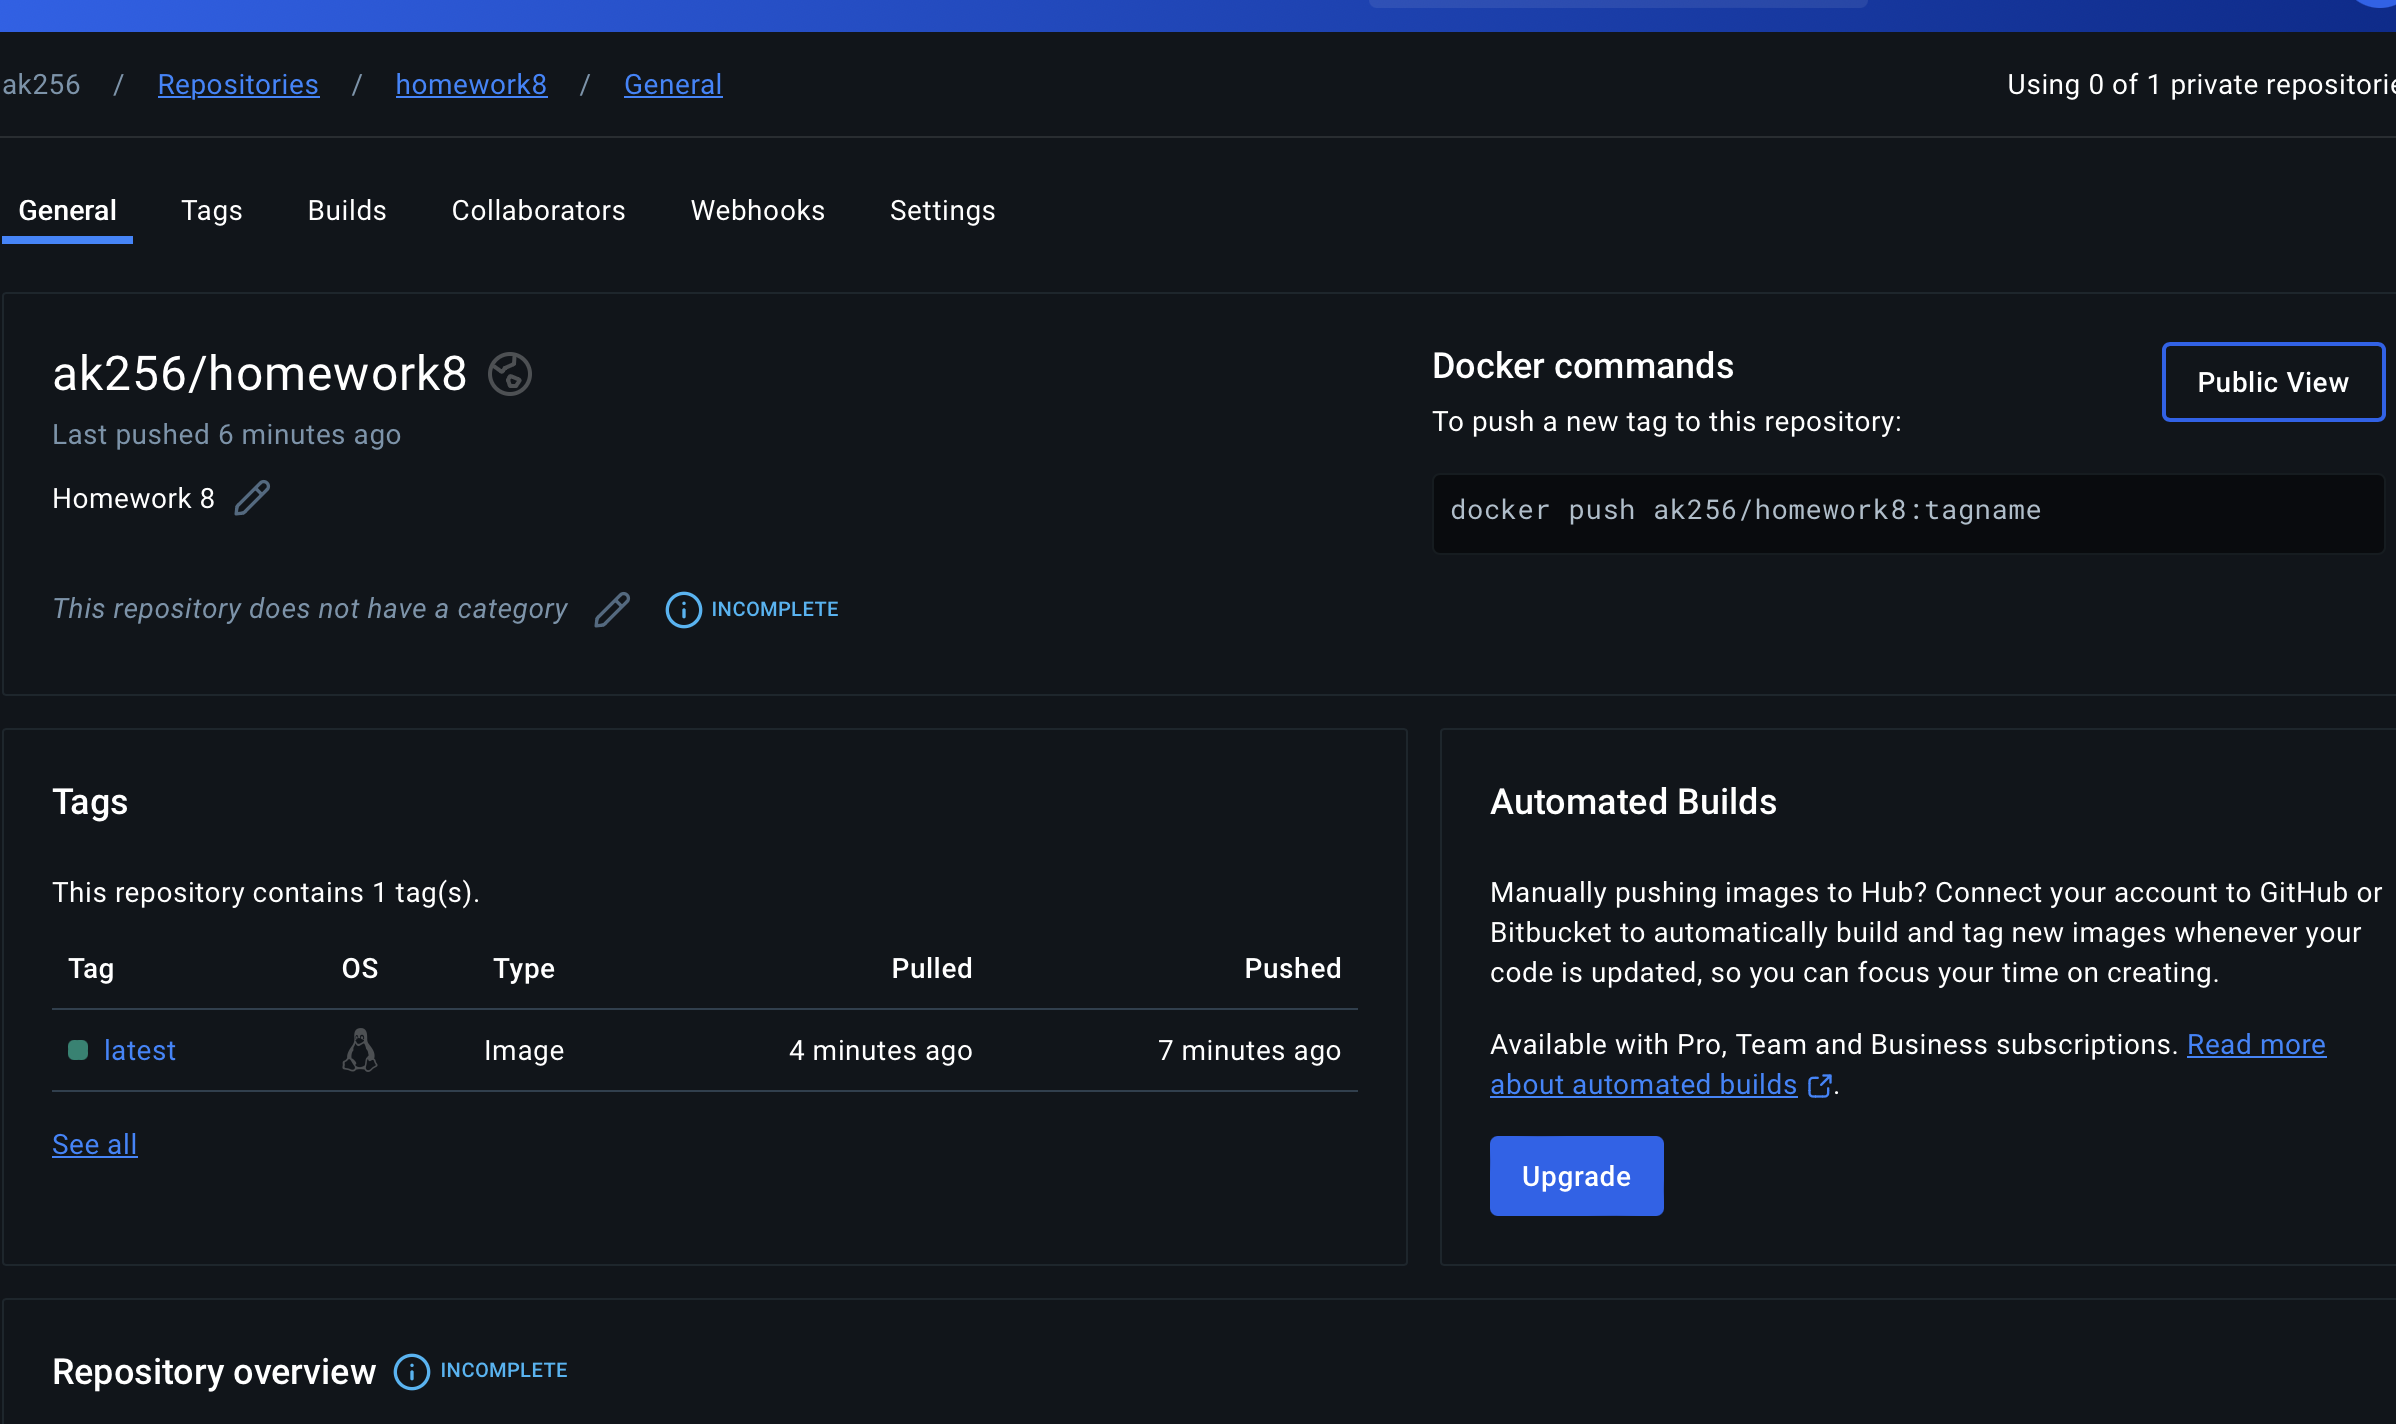 ak256 / Repositories / homework8 / General
Using 0 of 1 private repositorie
General Tags Builds Collaborators Webhooks Settings
ak256/homework8
Last pushed 6 minutes ago
Homework 8
This repository does not have a category INCOMPLETE
Docker commands
Public View
To push a new tag to this repository:
docker push ak256/homework8:tagname
Tags
This repository contains 1 tag(s).
Tag OS Type Pulled Pushed
latest Image 4 minutes ago 7 minutes ago
See all
Automated Builds
Manually pushing images to Hub? Connect your account to GitHub or
Bitbucket to automatically build and tag new images whenever your
code is updated, so you can focus your time on creating.
Available with Pro, Team and Business subscriptions. Read more
about automated builds .
Upgrade
Repository overview INCOMPLETE